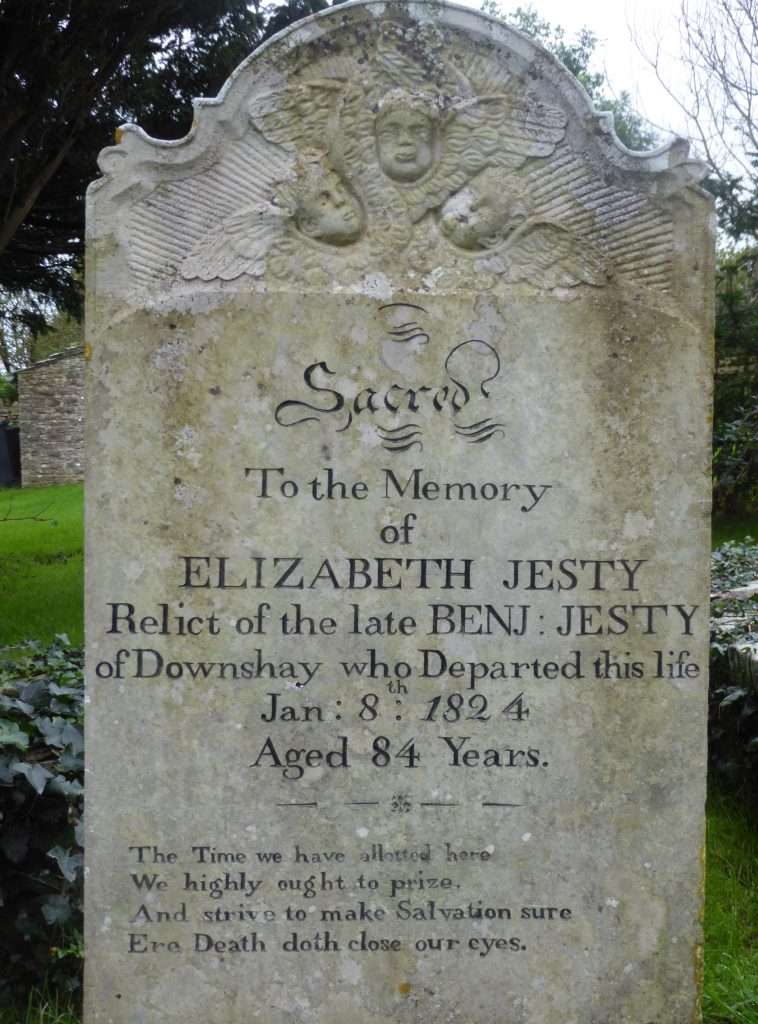 Sacred
To the Memory
of
ELIZABETH JESTY
Relict of the late BENJ : JESTY
of Downshay who Departed this life
Jan : 8th : 1824
Aged 84 Years.
The Time we have allotted here
We highly ought to prize,
And strive to make Salvation sure
Ere Death doth close our eyes.